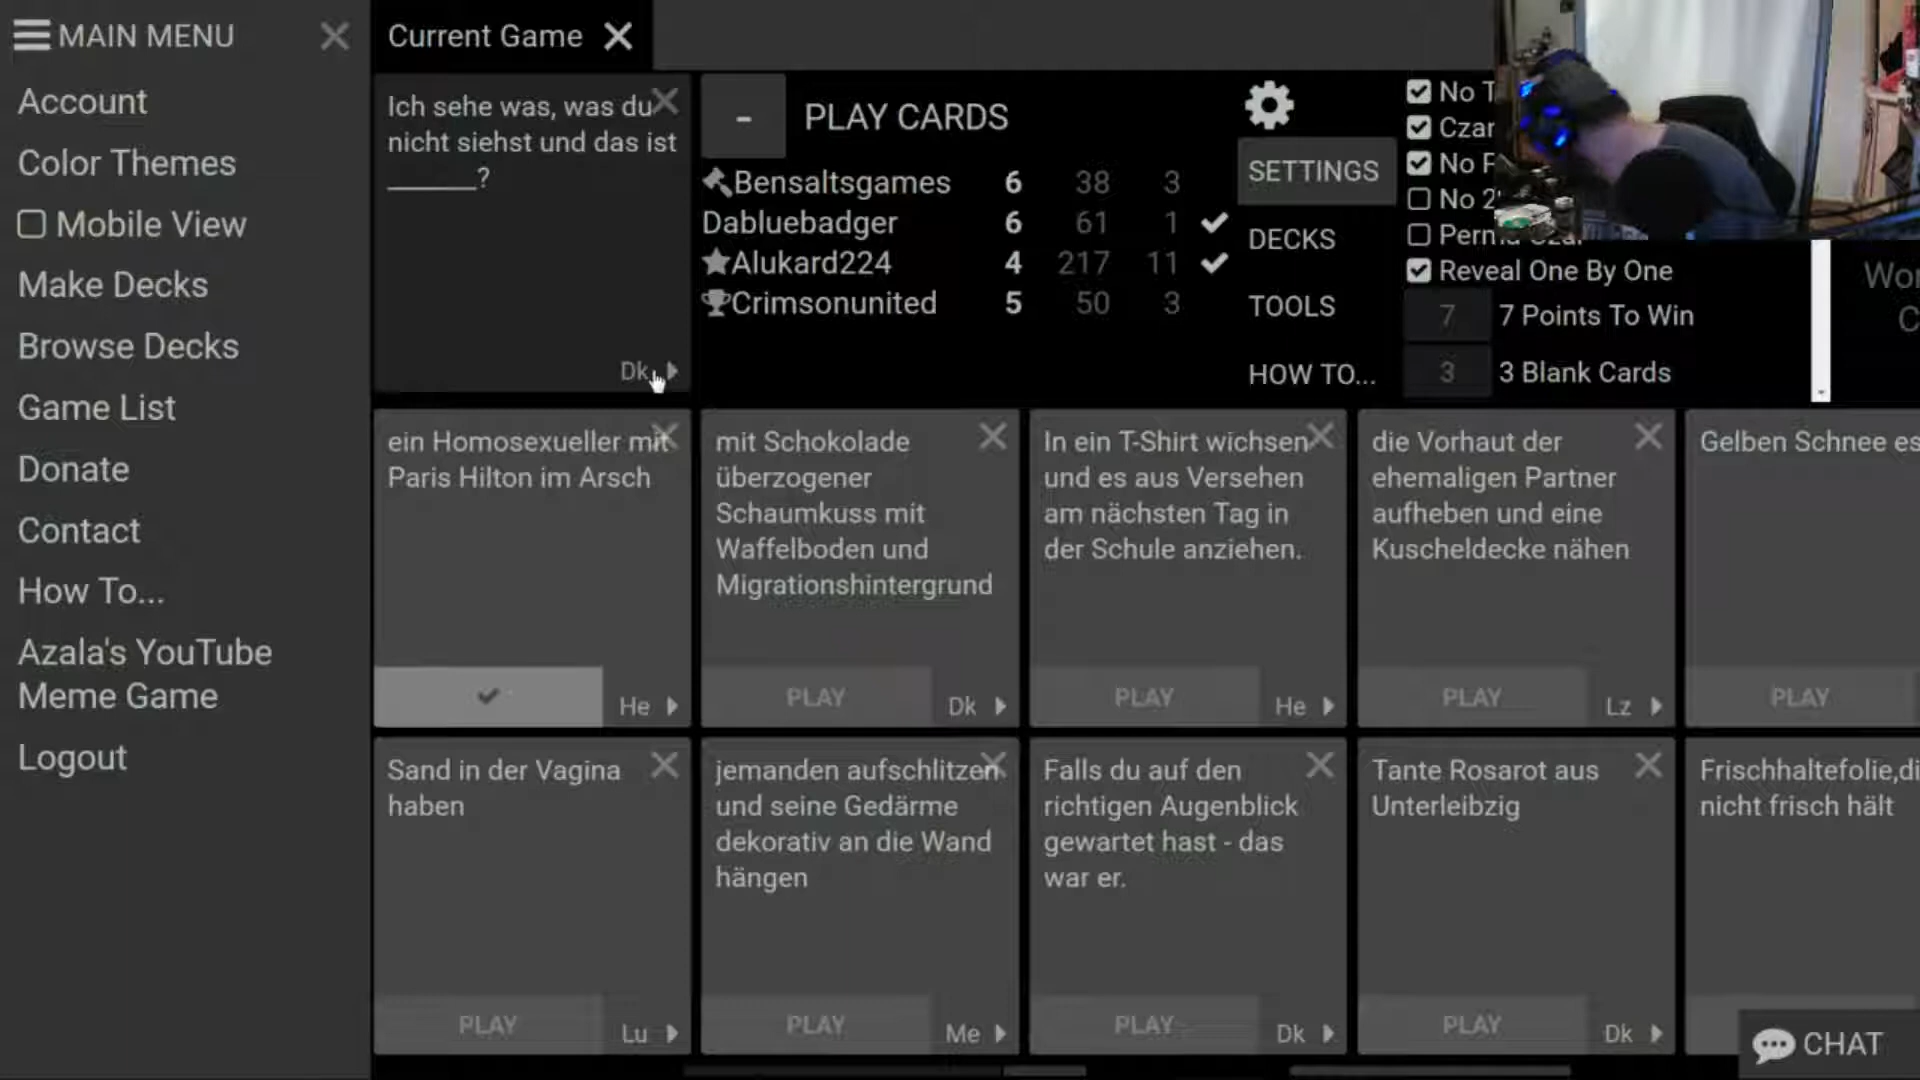 MAIN MENU
Account
Color Themes
Mobile View
Make Decks
Browse Decks
Game List
Donate
Contact
How To...
Azala's YouTube
Meme Game
Logout
Current Game
Ich sehe was, was du
nicht siehst und das ist
______?
Dk
-
PLAY CARDS
Bensaltsgames 6 38 3
Dabluebadger 6 61 1
Alukard224 4 217 11
Crimsonunited 5 50 3
SETTINGS
DECKS
TOOLS
HOW TO...
No
No
No 2
Reveal One By One
7 7 Points To Win
3 3 Blank Cards
ein Homosexueller mit
Paris Hilton im Arsch
He
mit Schokolade
überzogener
Schaumkuss mit
Waffelboden und
Migrationshintergrund
PLAY Dk
In ein T-Shirt wichsen
und es aus Versehen
am nächsten Tag in
der Schule anziehen.
PLAY He
die Vorhaut der
ehemaligen Partner
aufheben und eine
Kuscheldecke nähen
PLAY Lz
Gelben Schnee
PLAY
Sand in der Vagina
haben
PLAY Lu
jemanden aufschlitzen
und seine Gedärme
dekorativ an die Wand
hängen
PLAY Me
Falls du auf den
richtigen Augenblick
gewartet hast - das
war er.
PLAY Dk
Tante Rosarot aus
Unterleibzig
PLAY Dk
Frischhaltefolie,
nicht frisch hält
CHAT